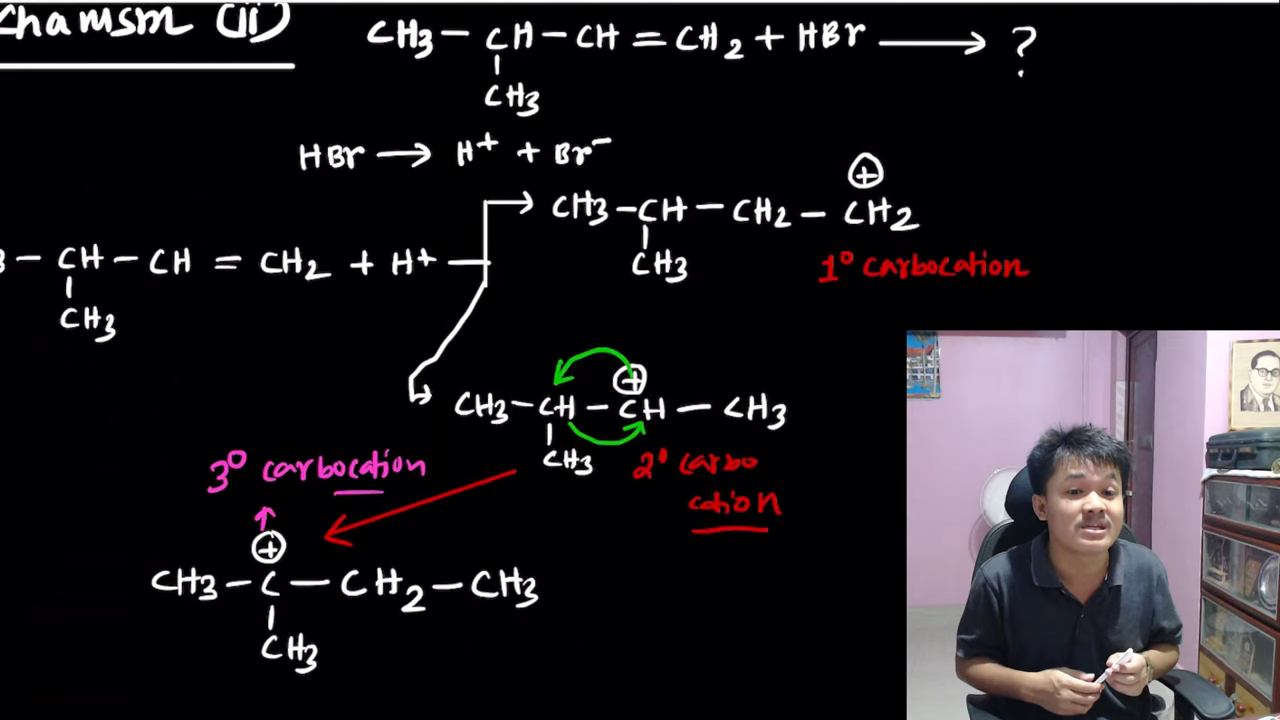 chamsm (ii)
CH3 — CH — CH = CH2 + HBr ⟶ ?
|
CH3
HBr ⟶ H+ + Br−
⊕
CH3 — CH — CH2 — CH2
|
CH3
1° carbocation
3 — CH — CH = CH2 + H+
|
CH3
⊕
CH3 — CH — CH — CH3
|
CH3
2° carbo
cation
3° carbocation
⊕
CH3 — C — CH2 — CH3
|
CH3